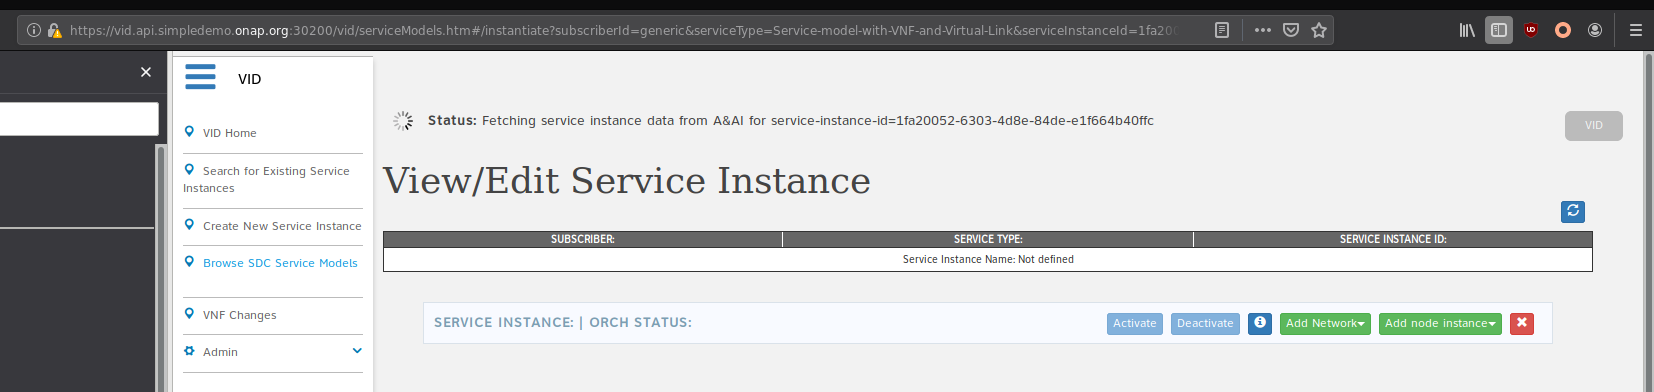 https://vid.api.simpledemo.onap.org:30200/vid/serviceModels.htm#/instantiate?subscriberId=generic&serviceType=Service-model-with-VNF-and-Virtual-Link&serviceInstanceId=1fa200
VID
VID Home
Search for Existing Service
Instances
Create New Service Instance
Browse SDC Service Models
VNF Changes
Admin
Status: Fetching service instance data from A&AI for service-instance-id=1fa20052-6303-4d8e-84de-e1f664b40ffc
VID
View/Edit Service Instance
SUBSCRIBER: SERVICE TYPE: SERVICE INSTANCE ID:
Service Instance Name: Not defined
SERVICE INSTANCE: | ORCH STATUS: Activate Deactivate Add Network Add node instance